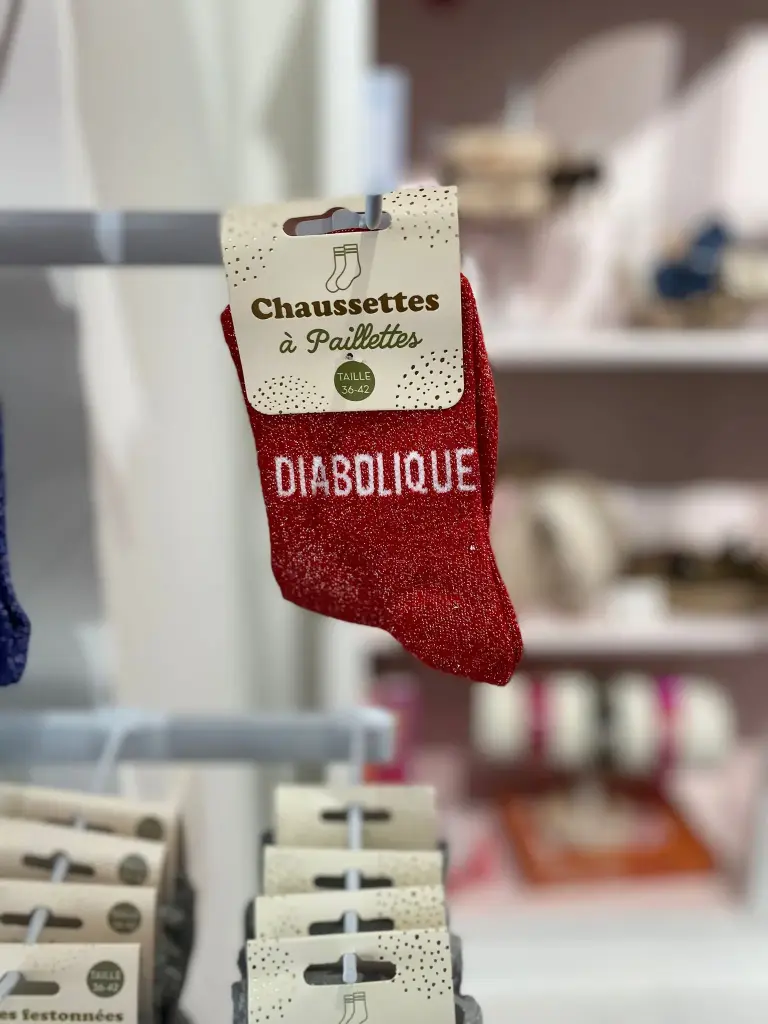 Chaussettes
à Paillettes
TAILLE
36-42
DIABOLIQUE
TAILLE
36-42
es festonnées